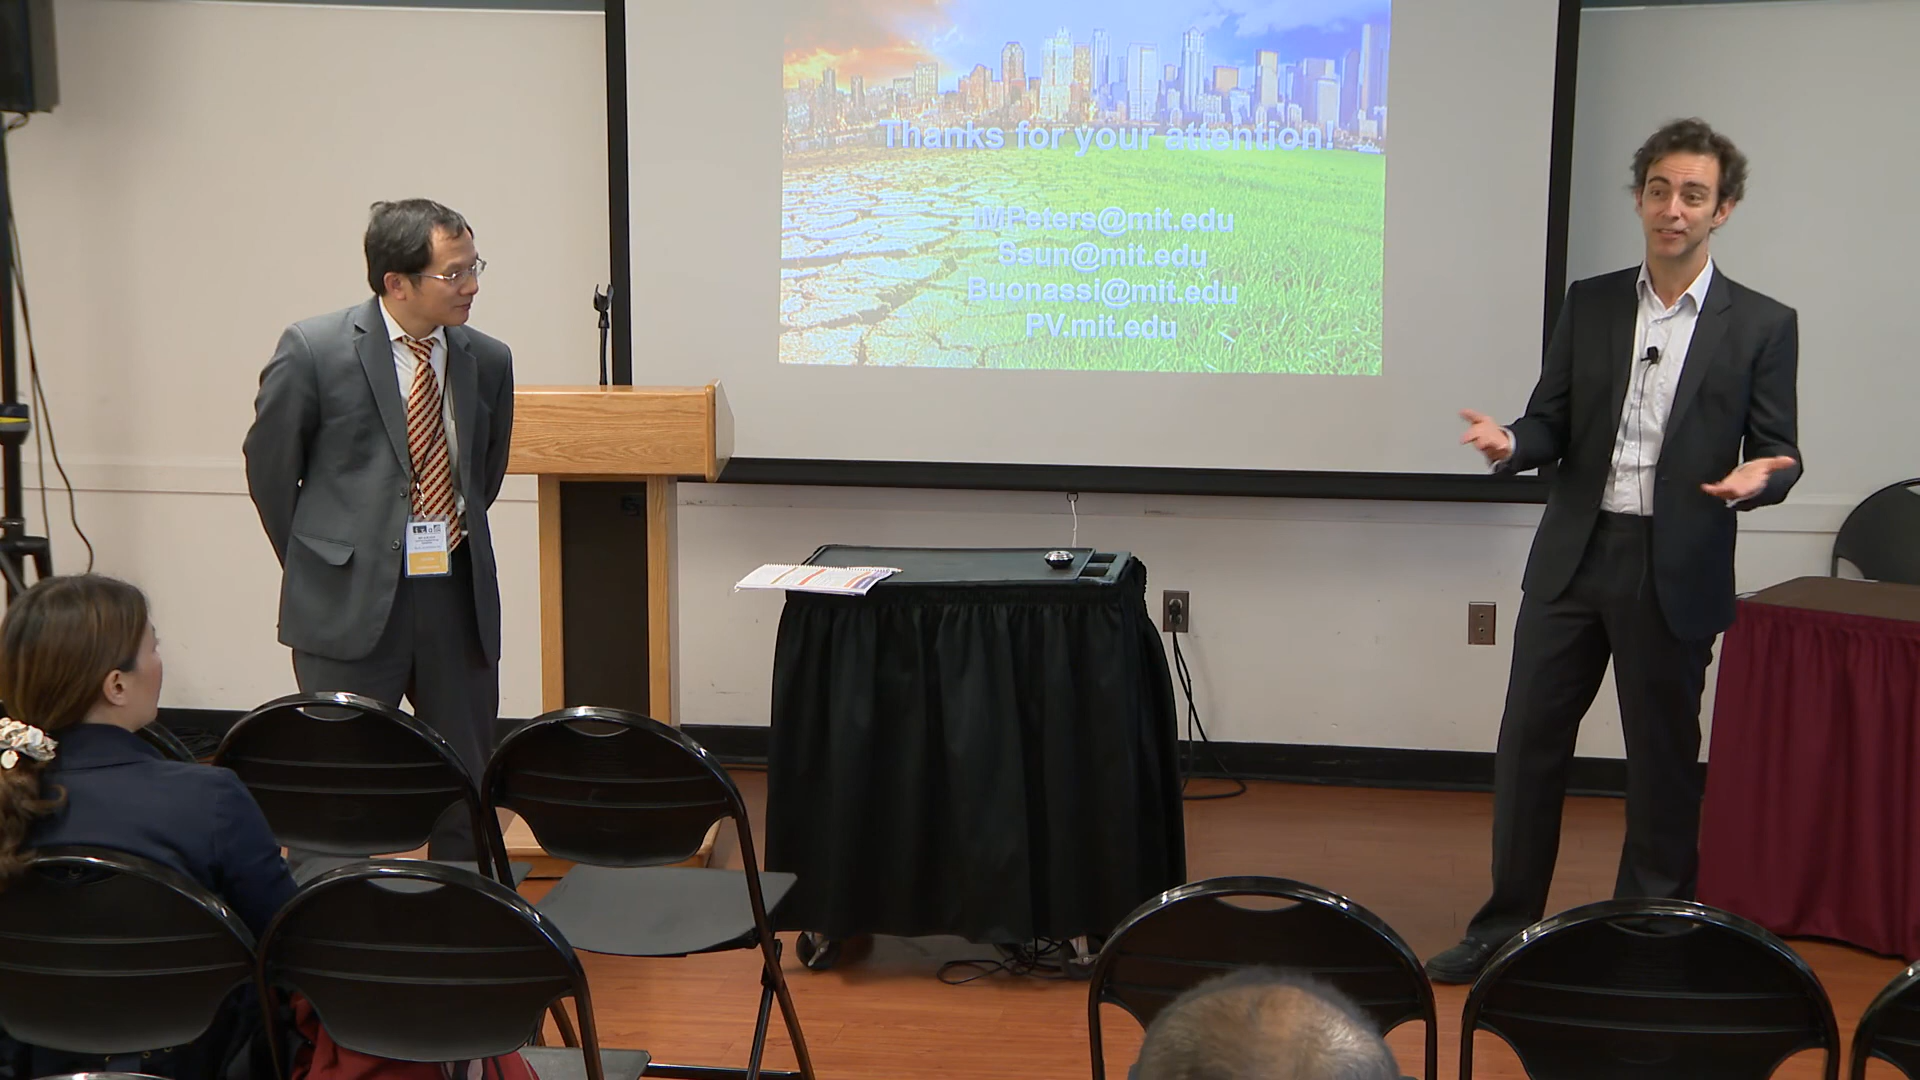 Thanks for your attention!
IMPeters@mit.edu
Ssun@mit.edu
Buonassi@mit.edu
PV.mit.edu